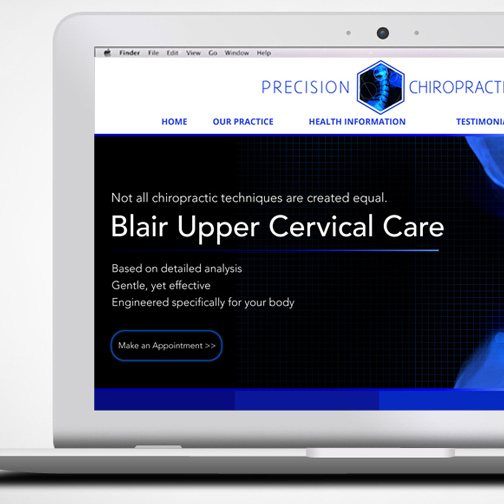 Finder File Edit View Go Window Help
PRECISION CHIROPRACTI
HOME OUR PRACTICE HEALTH INFORMATION TESTIMONIA
Not all chiropractic techniques are created equal.
Blair Upper Cervical Care
Based on detailed analysis
Gentle, yet effective
Engineered specifically for your body
Make an Appointment >>